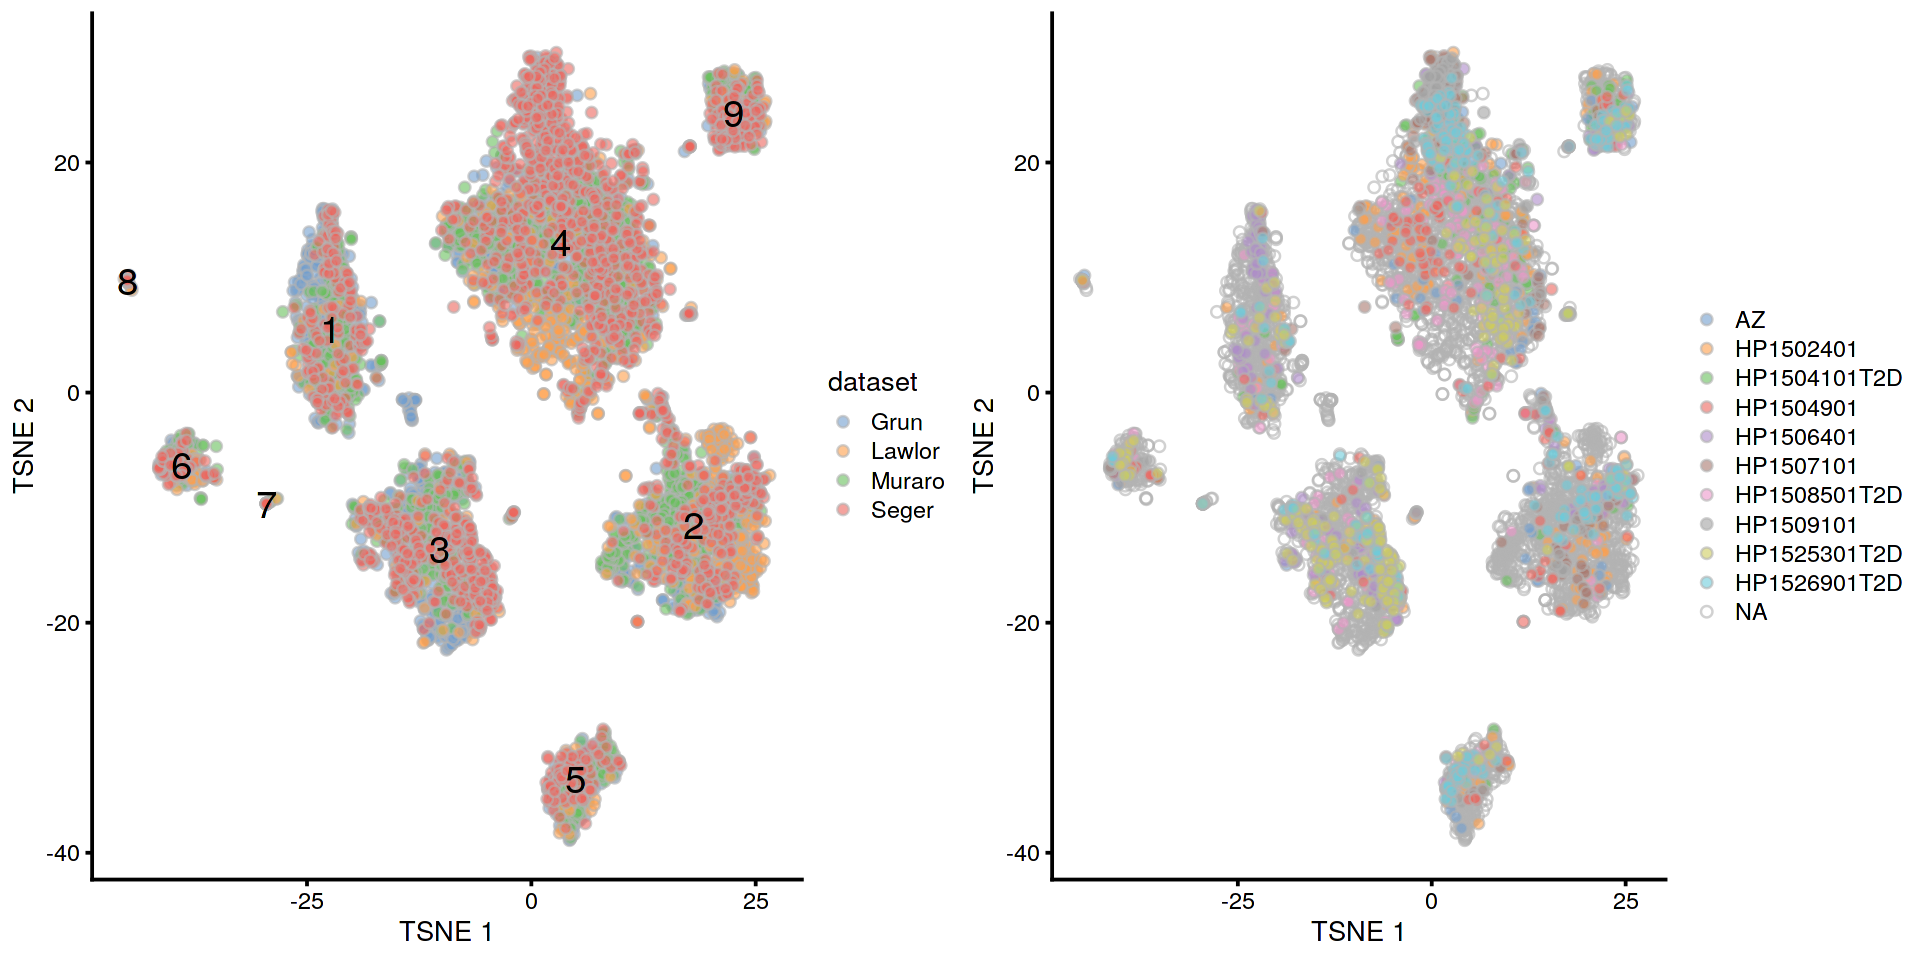 20
0
-20
-40
TSNE 2
-25
0
25
TSNE 1
1
2
3
4
5
6
7
8
9
dataset
Grun
Lawlor
Muraro
Seger
20
0
-20
-40
TSNE 2
-25
0
25
TSNE 1
AZ
HP1502401
HP1504101T2D
HP1504901
HP1506401
HP1507101
HP1508501T2D
HP1509101
HP1525301T2D
HP1526901T2D
NA